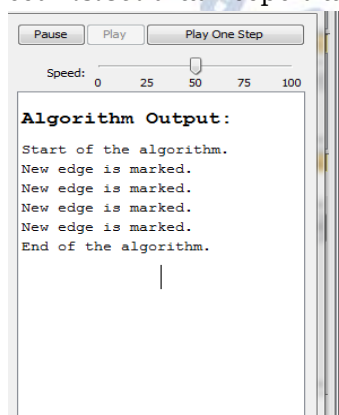 Pause Play Play One Step
Speed:
0 25 50 75 100
Algorithm Output:
Start of the algorithm.
New edge is marked.
New edge is marked.
New edge is marked.
New edge is marked.
End of the algorithm.